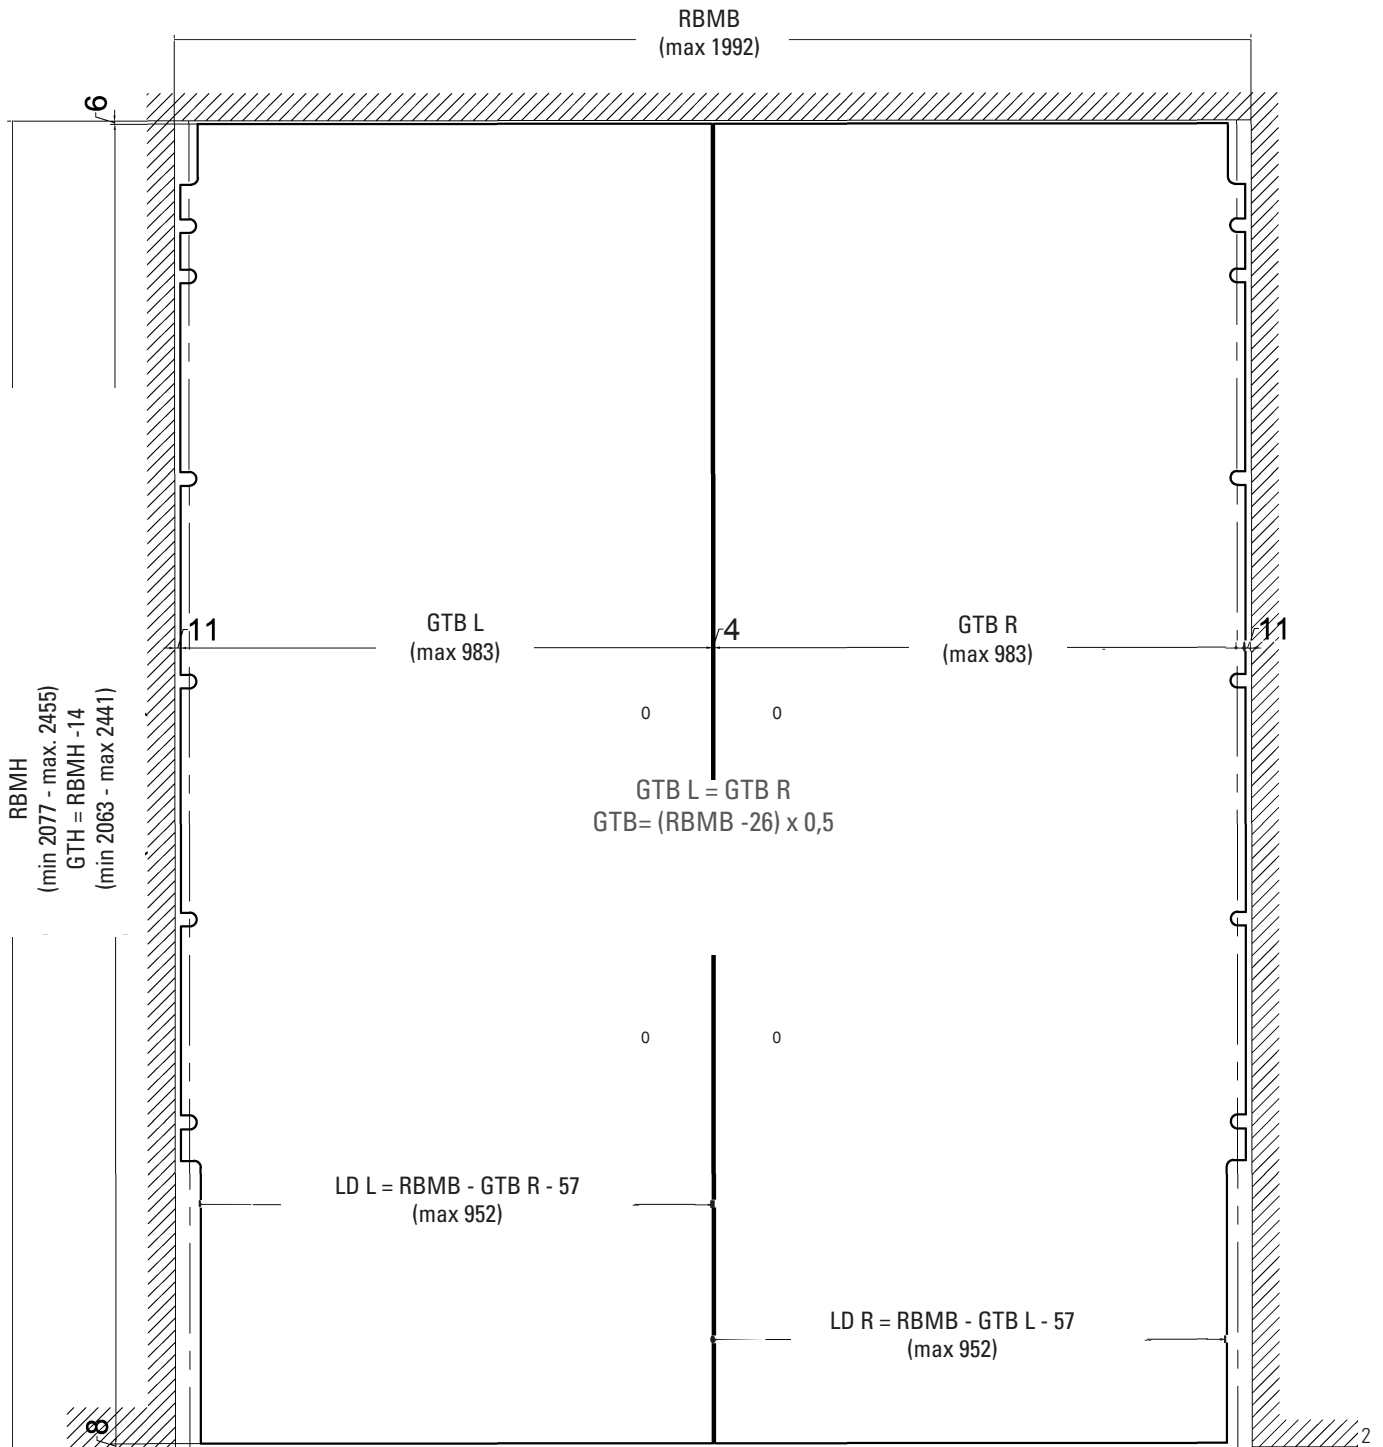 RBMB
(max 1992)
6
GTB L
(max 983)
11
4
GTB R
(max 983)
11
RBMH
(min 2077 - max. 2455)
GTH = RBMH -14
(min 2063 - max 2441)
0 0
GTB L = GTB R
GTB= (RBMB -26) x 0,5
0 0
LD L = RBMB - GTB R - 57
(max 952)
LD R = RBMB - GTB L - 57
(max 952)
8
2